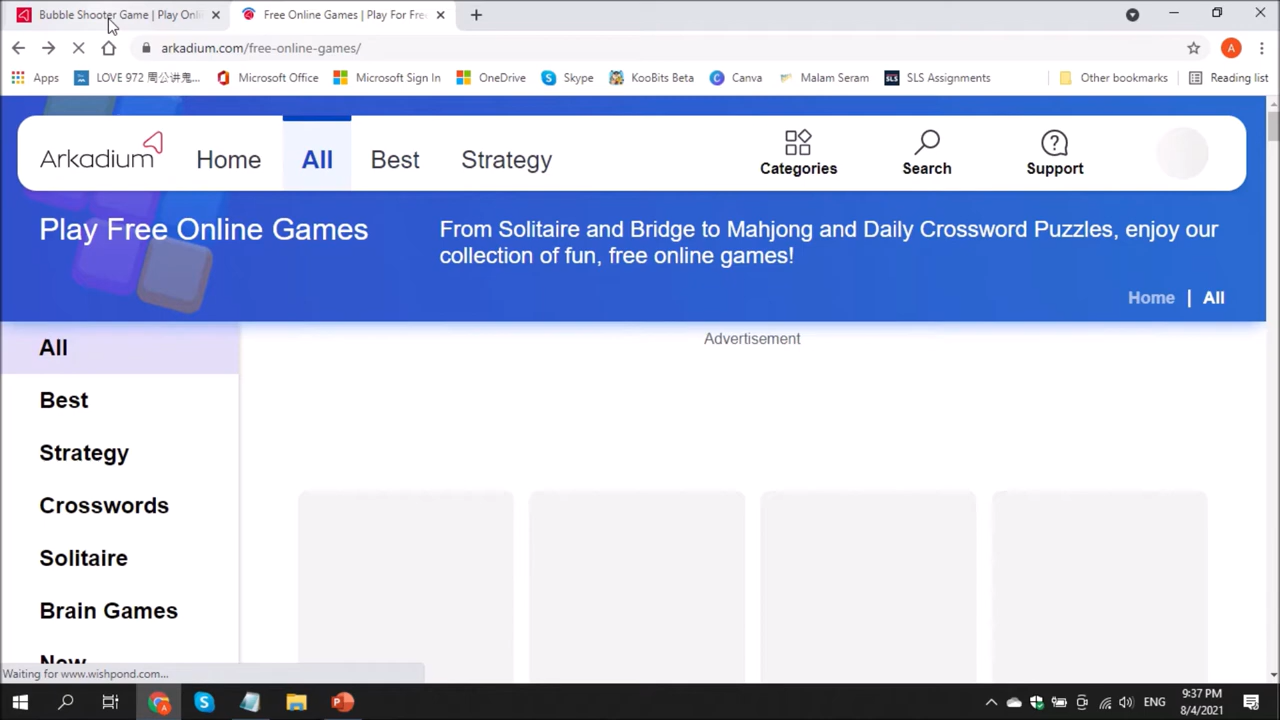 Bubble Shooter Game | Play Onli
Free Online Games | Play For Fre
arkadium.com/free-online-games/
A
Apps
LOVE 972 周公讲鬼...
Microsoft Office
Microsoft Sign In
OneDrive
Skype
KooBits Beta
Canva
Malam Seram
SLS Assignments
Other bookmarks
Reading list
Arkadium
Home
All
Best
Strategy
Categories
Search
Support
Play Free Online Games
From Solitaire and Bridge to Mahjong and Daily Crossword Puzzles, enjoy our
collection of fun, free online games!
Home | All
All
Advertisement
Best
Strategy
Crosswords
Solitaire
Brain Games
New
Waiting for www.wishpond.com...
ENG
9:37 PM
8/4/2021